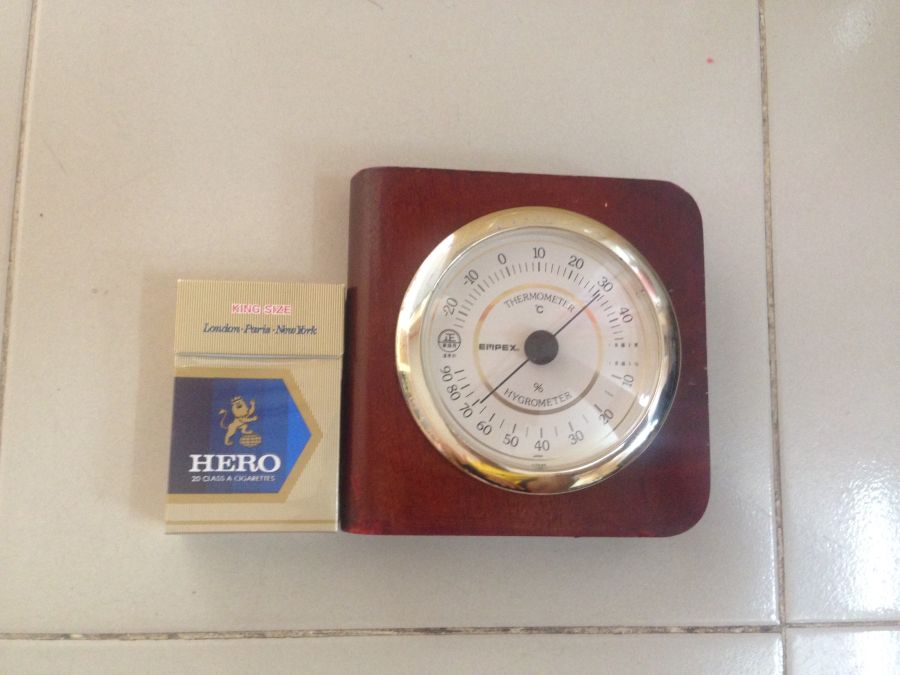 KING SIZE
London - Paris - New York
HERO
20 CLASS A CIGARETTES
-20
-10
0
10
20
30
40
THERMOMETER
°C
正
EMPEX
%
HYGROMETER
90
80
70
60
50
40
30
20
10